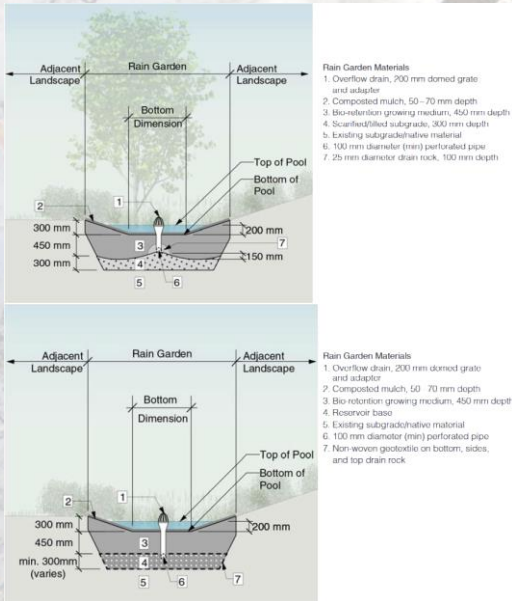 Adjacent Landscape
Rain Garden
Adjacent Landscape
Bottom Dimension
Top of Pool
Bottom of Pool
1
2
300 mm
450 mm
300 mm
200 mm
7
150 mm
3
4
5
6
Rain Garden Materials
1. Overflow drain, 200 mm domed grate
and adapter
2. Composted mulch, 50-70 mm depth
3. Bio-retention growing medium, 450 mm depth
4. Scarified/tilled subgrade, 300 mm depth
5. Existing subgrade/native material
6. 100 mm diameter (min) perforated pipe
7. 25 mm diameter drain rock, 100 mm depth
Adjacent Landscape
Rain Garden
Adjacent Landscape
Bottom Dimension
Top of Pool
Bottom of Pool
1
2
300 mm
450 mm
min. 300mm
(varies)
200 mm
3
4
5
6
7
Rain Garden Materials
1. Overflow drain, 200 mm domed grate
and adapter
2. Composted mulch, 50 70 mm depth
3. Bio-retention growing medium, 450 mm depth
4. Reservoir base
5. Existing subgrade/native material
6. 100 mm diameter (min) perforated pipe
7. Non-woven geotextile on bottom, sides,
and top drain rock